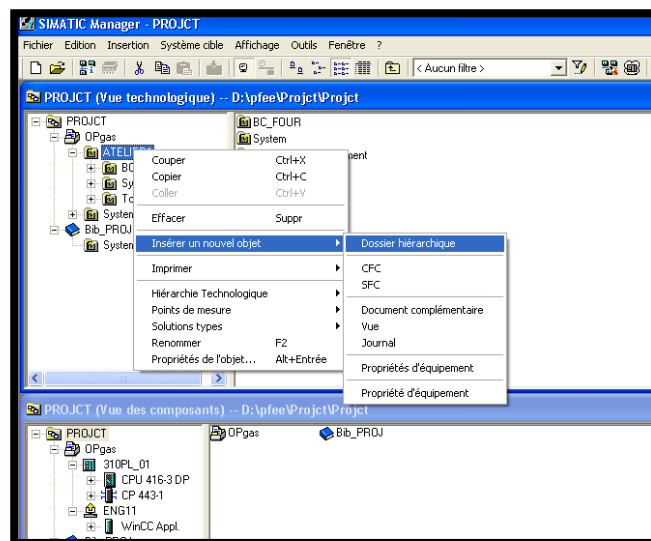 SIMATIC Manager - PROJCT
Fichier Edition Insertion Système cible Affichage Outils Fenêtre ?
< Aucun filtre >
PROJCT (Vue technologique) -- D:\pfee\Projct\Projct
PROJCT
OPgas
System
Bib_PROJ
System
BC_FOUR
System
Couper Ctrl+X
Copier Ctrl+C
Coller Ctrl+V
Effacer Suppr
Insérer un nouvel objet
Imprimer
Hiérarchie Technologique
Points de mesure
Solutions types
Renommer F2
Propriétés de l'objet... Alt+Entrée
Dossier hiérarchique
CFC
SFC
Document complémentaire
Vue
Journal
Propriétés d'équipement
Propriété d'équipement
PROJCT (Vue des composants) -- D:\pfee\Projct\Projct
PROJCT
OPgas
310PL_01
CPU 416-3 DP
CP 443-1
ENG11
WinCC Appl.
OPgas Bib_PROJ